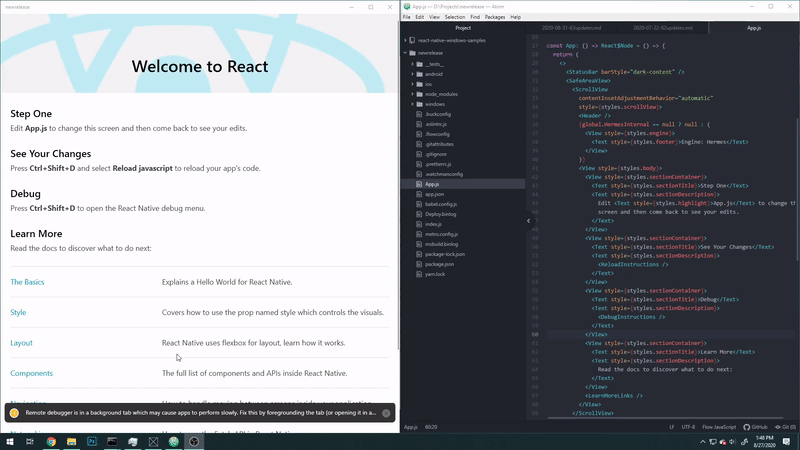 newrelease
Welcome to React
Step One
Edit App.js to change this screen and then come back to see your edits.
See Your Changes
Press Ctrl+Shift+D and select Reload javascript to reload your app's code.
Debug
Press Ctrl+Shift+D to open the React Native debug menu.
Learn More
Read the docs to discover what to do next:
The Basics
Explains a Hello World for React Native.
Style
Covers how to use the prop named style which controls the visuals.
Layout
React Native uses flexbox for layout, learn how it works.
Components
The full list of components and APIs inside React Native.
Remote debugger is in a background tab which may cause apps to perform slowly. Fix this by foregrounding the tab (or opening it in a...
App.js — D:\Projects\newrelease — Atom
File Edit View Selection Find Packages Help
Project
react-native-windows-samples
newrelease
__tests__
android
ios
node_modules
windows
.buckconfig
.eslintrc.js
.flowconfig
.gitattributes
.gitignore
.prettierrc.js
.watchmanconfig
App.js
app.json
babel.config.js
Deploy.binlog
index.js
metro.config.js
msbuild.binlog
package-lock.json
package.json
yarn.lock
App.js
const App: () => React$Node = () => {
return (
<>
<StatusBar barStyle="dark-content" />
<SafeAreaView>
<ScrollView
contentInsetAdjustmentBehavior="automatic"
style={styles.scrollView}>
<Header />
{global.HermesInternal == null ? null : (
<View style={styles.engine}>
<Text style={styles.footer}>Engine: Hermes</Text>
</View>
)}
<View style={styles.body}>
<View style={styles.sectionContainer}>
<Text style={styles.sectionTitle}>Step One</Text>
<Text style={styles.sectionDescription}>
Edit <Text style={styles.highlight}>App.js</Text> to change th
screen and then come back to see your edits.
</Text>
</View>
<View style={styles.sectionContainer}>
<Text style={styles.sectionTitle}>See Your Changes</Text>
<Text style={styles.sectionDescription}>
<ReloadInstructions />
</Text>
</View>
<View style={styles.sectionContainer}>
<Text style={styles.sectionTitle}>Debug</Text>
<Text style={styles.sectionDescription}>
<DebugInstructions />
</Text>
</View>
<View style={styles.sectionContainer}>
<Text style={styles.sectionTitle}>Learn More</Text>
<Text style={styles.sectionDescription}>
Read the docs to discover what to do next:
</Text>
</View>
<LearnMoreLinks />
</View>
</ScrollView>
App.js 60:20
LF UTF-8 Flow JavaScript GitHub Git (0)
1:48 PM
8/27/2020